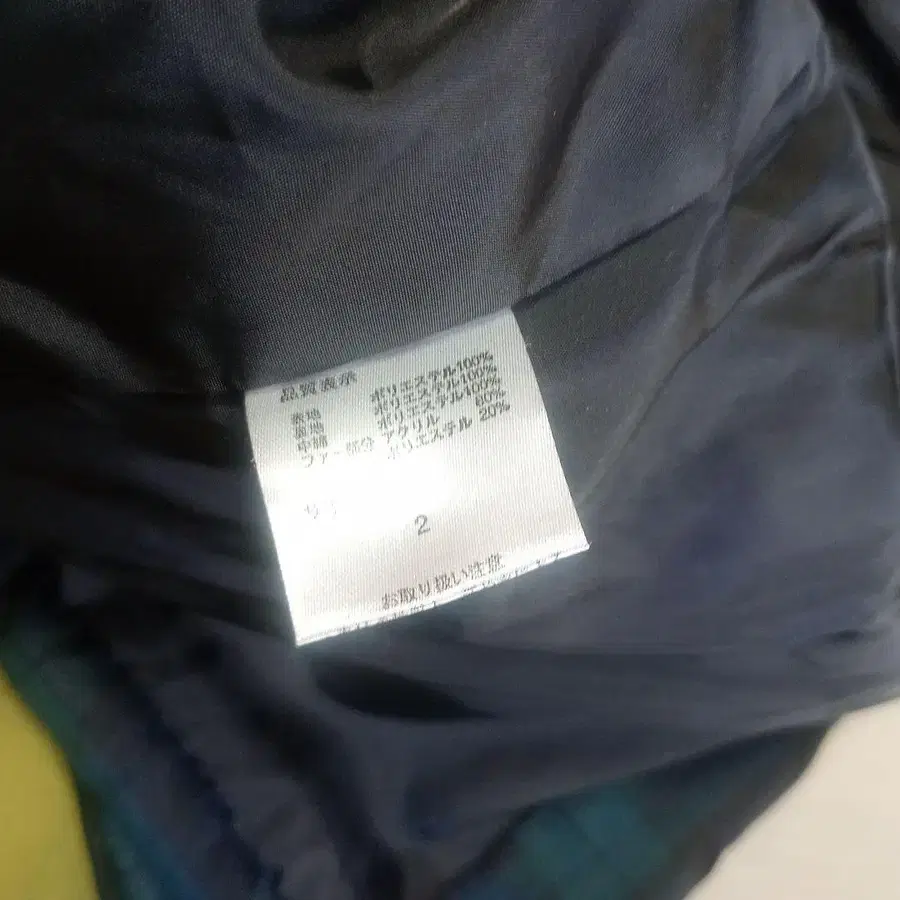 品質表示
表地 ポリエステル100%
裏地 ポリエステル100%
中綿 ポリエステル100%
ファー部分 アクリル 80%
ポリエステル 20%
2
お取り扱い注意